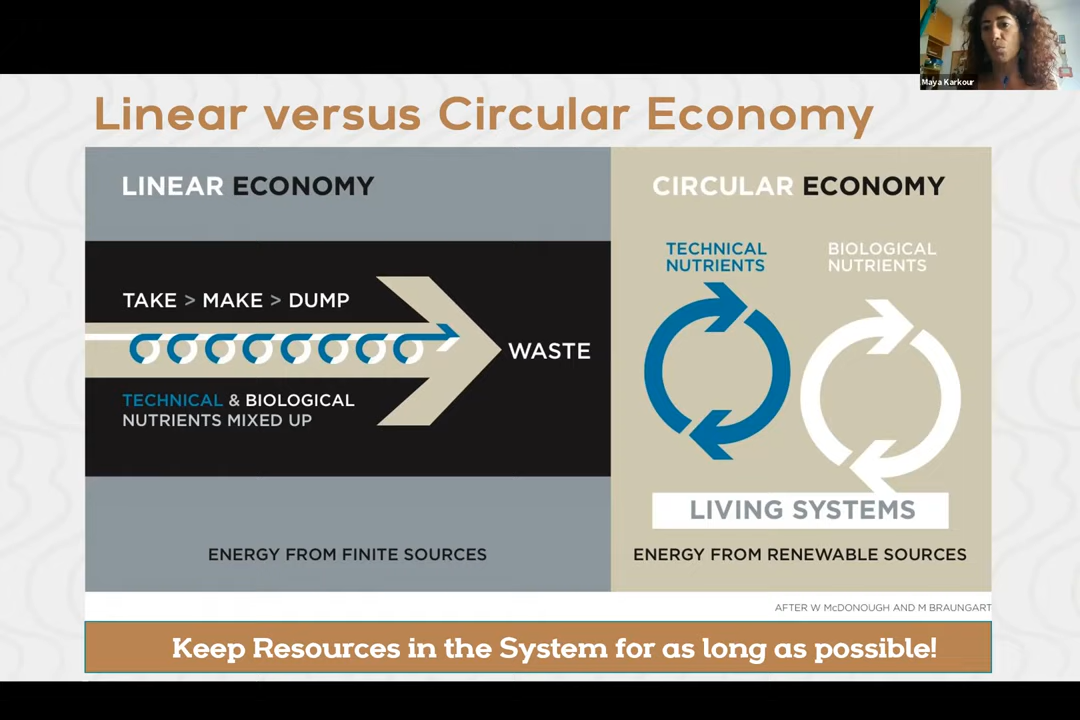 Maya Karkour
Linear versus Circular Economy
LINEAR ECONOMY
TAKE > MAKE > DUMP
WASTE
TECHNICAL & BIOLOGICAL
NUTRIENTS MIXED UP
ENERGY FROM FINITE SOURCES
CIRCULAR ECONOMY
TECHNICAL
NUTRIENTS
BIOLOGICAL
NUTRIENTS
LIVING SYSTEMS
ENERGY FROM RENEWABLE SOURCES
AFTER W McDONOUGH AND M BRAUNGART
Keep Resources in the System for as long as possible!